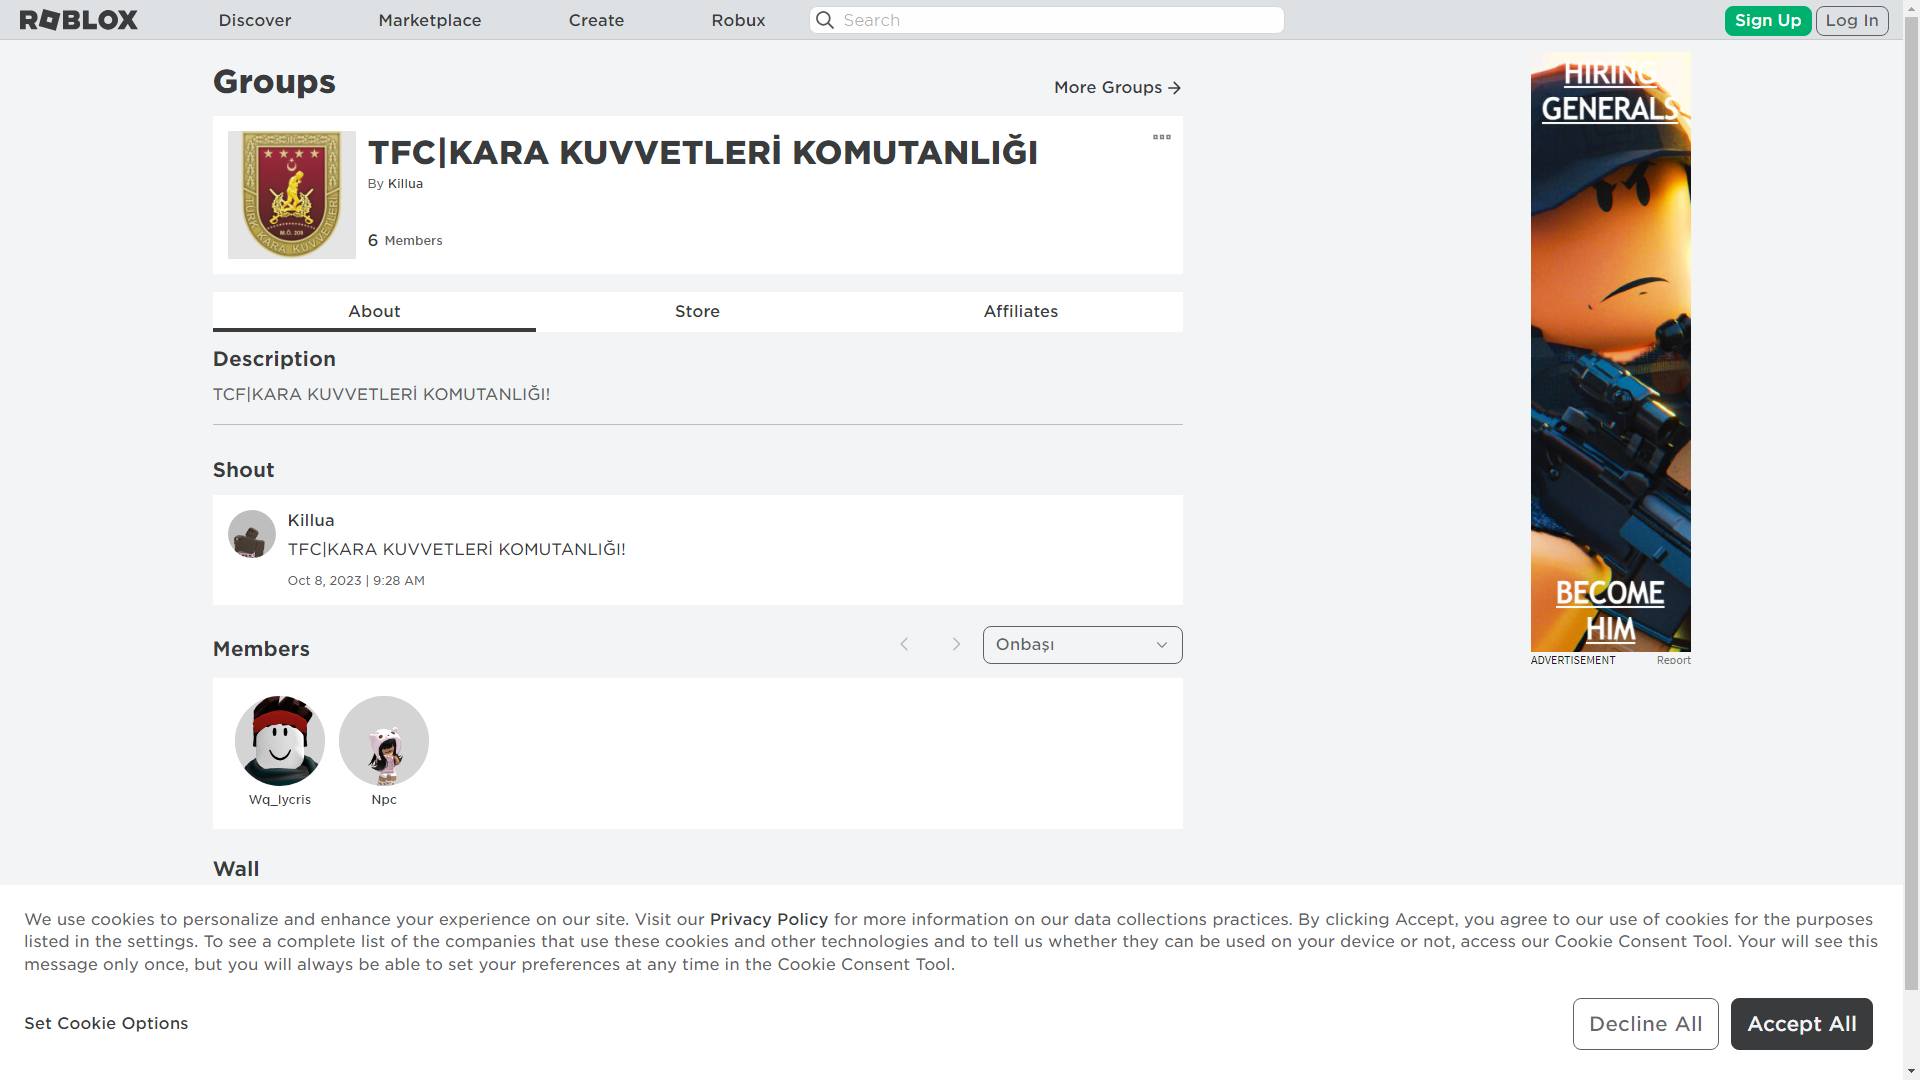 ROBLOX
Discover
Marketplace
Create
Robux
Search
Sign Up
Log In
Groups
More Groups
TFC|KARA KUVVETLERİ KOMUTANLIĞI
By Killua
6 Members
TÜRK KARA KUVVETLERİ
M.Ö. 209
About
Store
Affiliates
Description
TCF|KARA KUVVETLERİ KOMUTANLIĞI!
Shout
Killua
TFC|KARA KUVVETLERİ KOMUTANLIĞI!
Oct 8, 2023 | 9:28 AM
Members
Onbaşı
Wq_lycris
Npc
Wall
HIRING
GENERALS
BECOME
HIM
ADVERTISEMENT
Report
We use cookies to personalize and enhance your experience on our site. Visit our Privacy Policy for more information on our data collections practices. By clicking Accept, you agree to our use of cookies for the purposes
listed in the settings. To see a complete list of the companies that use these cookies and other technologies and to tell us whether they can be used on your device or not, access our Cookie Consent Tool. Your will see this
message only once, but you will always be able to set your preferences at any time in the Cookie Consent Tool.
Set Cookie Options
Decline All
Accept All